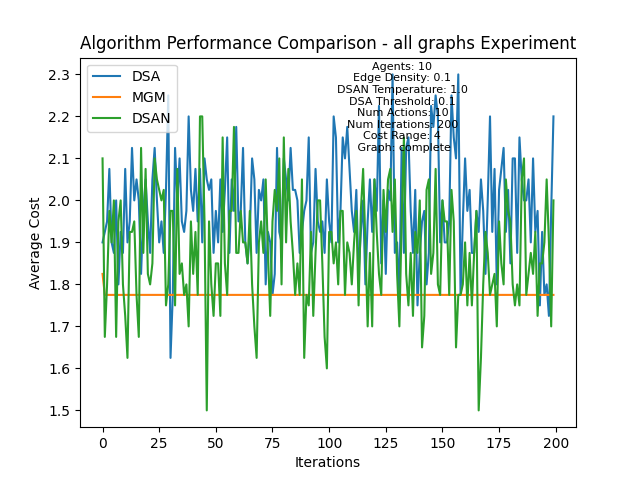 Algorithm Performance Comparison - all graphs Experiment
DSA
MGM
DSAN
Agents: 10
Edge Density: 0.1
DSAN Temperature: 1.0
DSA Threshold: 0.1
Num Actions: 10
Num Iterations: 200
Cost Range: 4
Graph: complete
Average Cost
2.3
2.2
2.1
2.0
1.9
1.8
1.7
1.6
1.5
0
25
50
75
100
125
150
175
200
Iterations